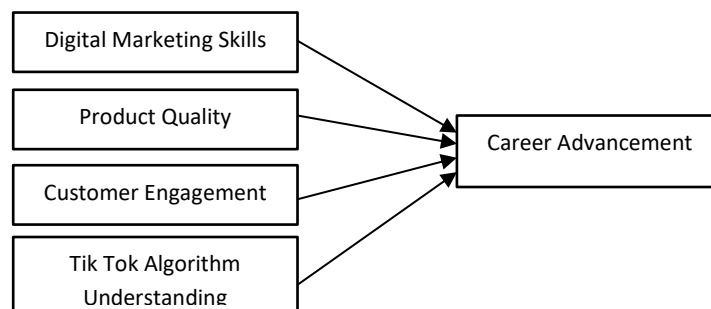 Digital Marketing Skills
Product Quality
Career Advancement
Customer Engagement
Tik Tok Algorithm
Understanding